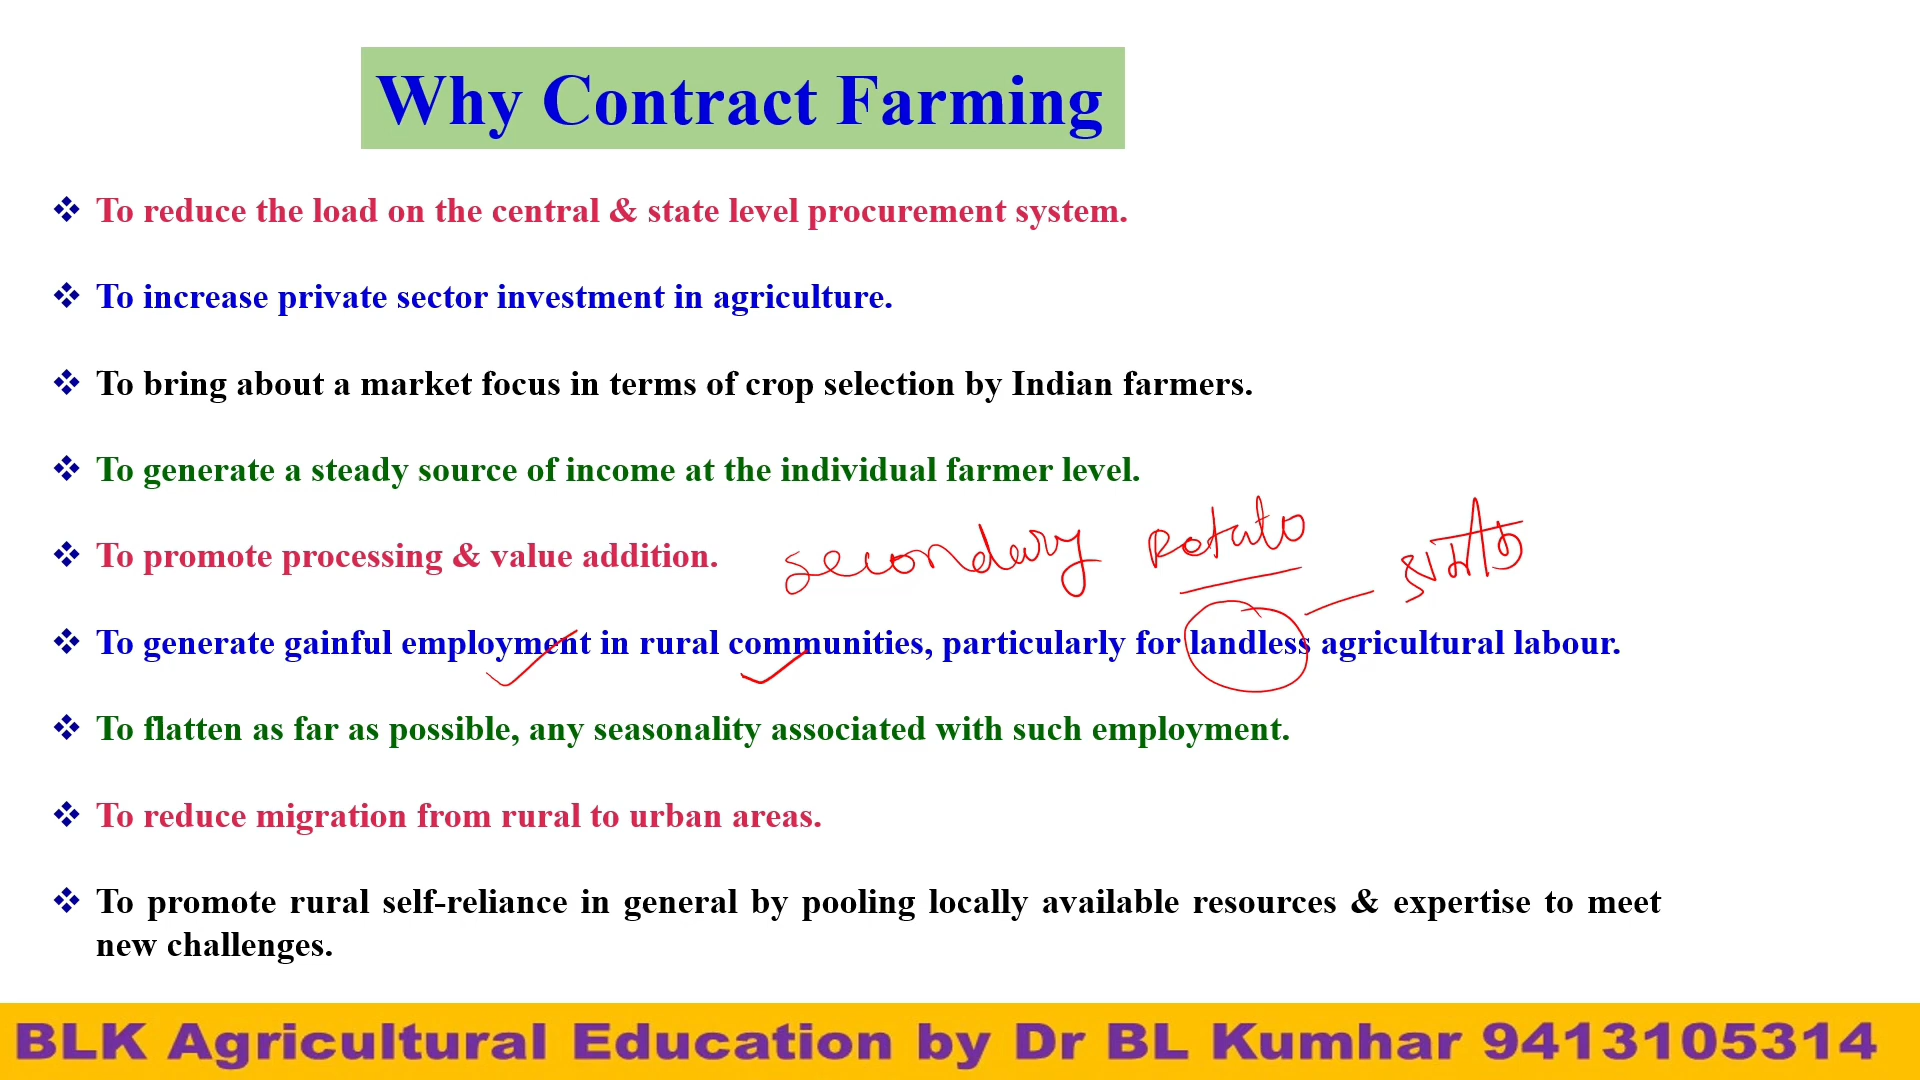 Why Contract Farming
❖ To reduce the load on the central & state level procurement system.
❖ To increase private sector investment in agriculture.
❖ To bring about a market focus in terms of crop selection by Indian farmers.
❖ To generate a steady source of income at the individual farmer level.
❖ To promote processing & value addition.
secondary Potato
❖ To generate gainful employment in rural communities, particularly for landless agricultural labour.
❖ To flatten as far as possible, any seasonality associated with such employment.
❖ To reduce migration from rural to urban areas.
❖ To promote rural self-reliance in general by pooling locally available resources & expertise to meet
new challenges.
BLK Agricultural Education by Dr BL Kumhar 9413105314